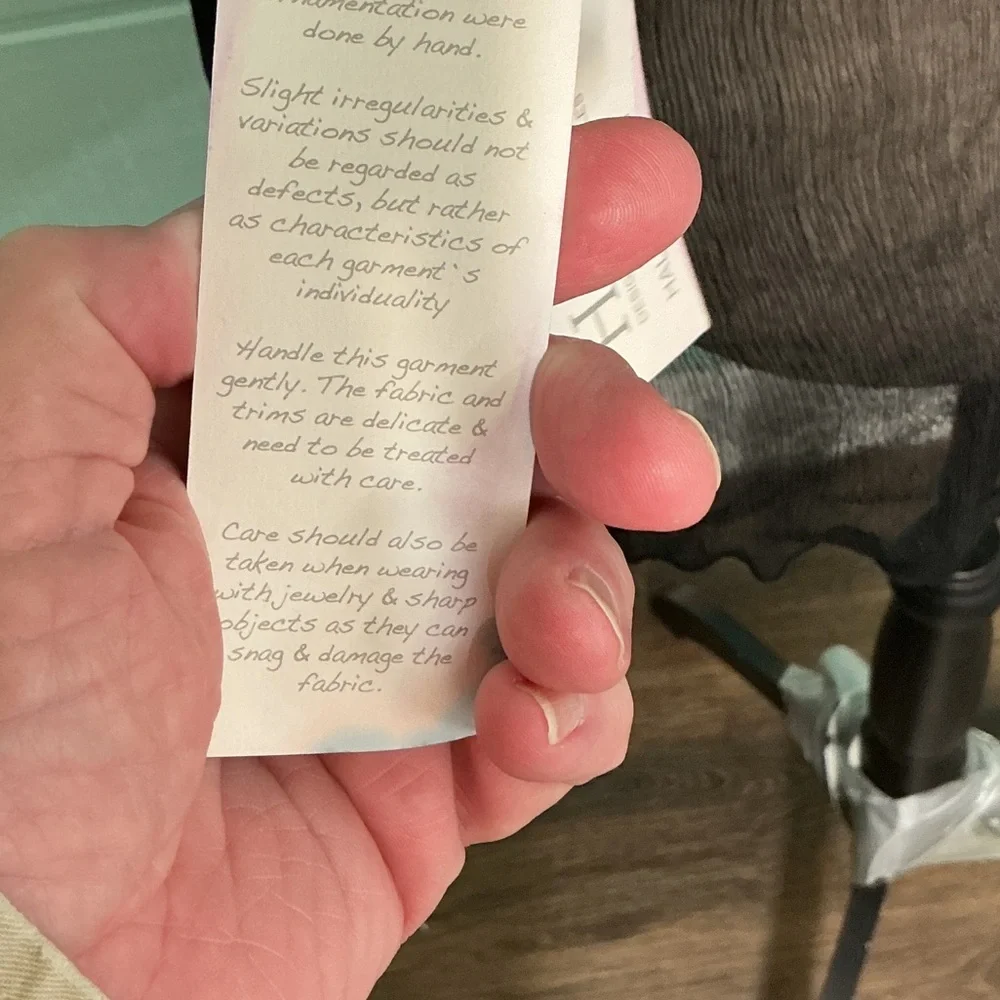 were
done by hand.
Slight irregularities &
variations should not
be regarded as
defects, but rather
as characteristics of
each garment`s
individuality
Handle this garment
gently. The fabric and
trims are delicate &
need to be treated
with care.
Care should also be
taken when wearing
with jewelry & sharp
objects as they can
snag & damage the
fabric.
H